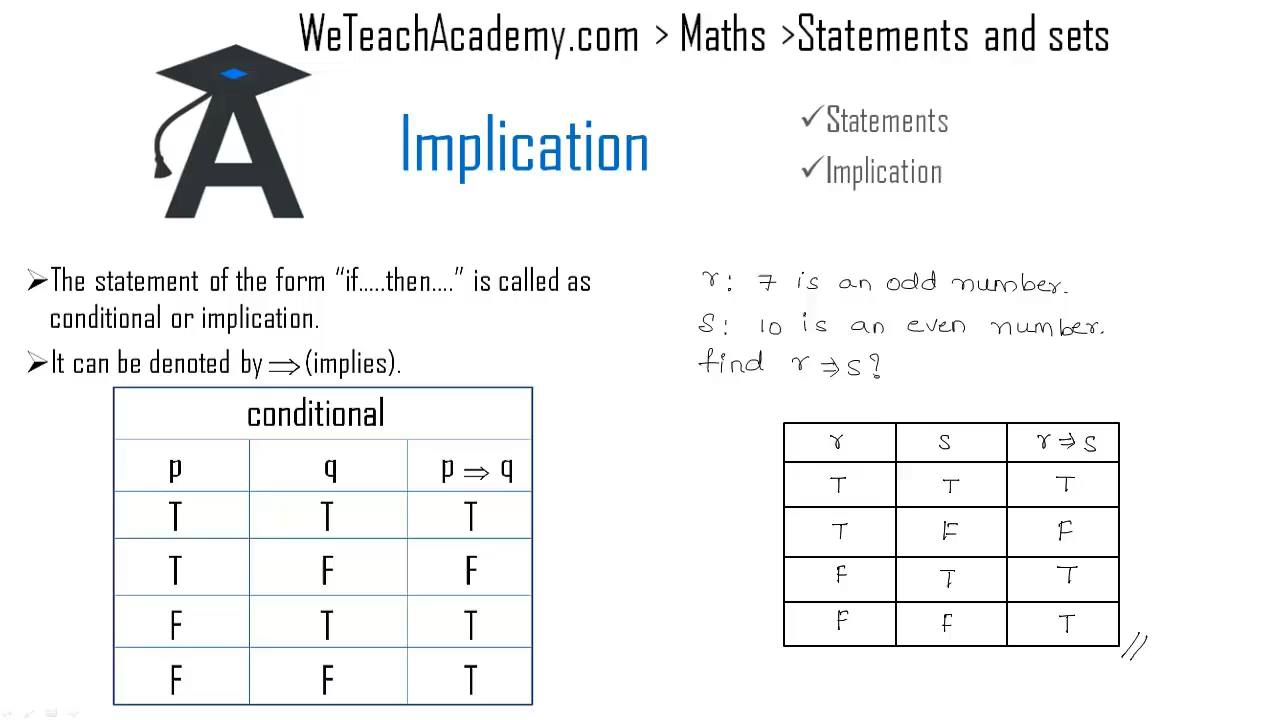 WeTeachAcademy.com > Maths >Statements and sets
A
Implication
✓Statements
✓Implication
➢The statement of the form “if.....then....” is called as
conditional or implication.
➢It can be denoted by ⇒ (implies).
conditional
p q p ⇒ q
T T T
T F F
F T T
F F T
r: 7 is an odd number.
s: 10 is an even number.
find r ⇒ s?
r s r ⇒ s
T T T
T F F
F T T
F F T //